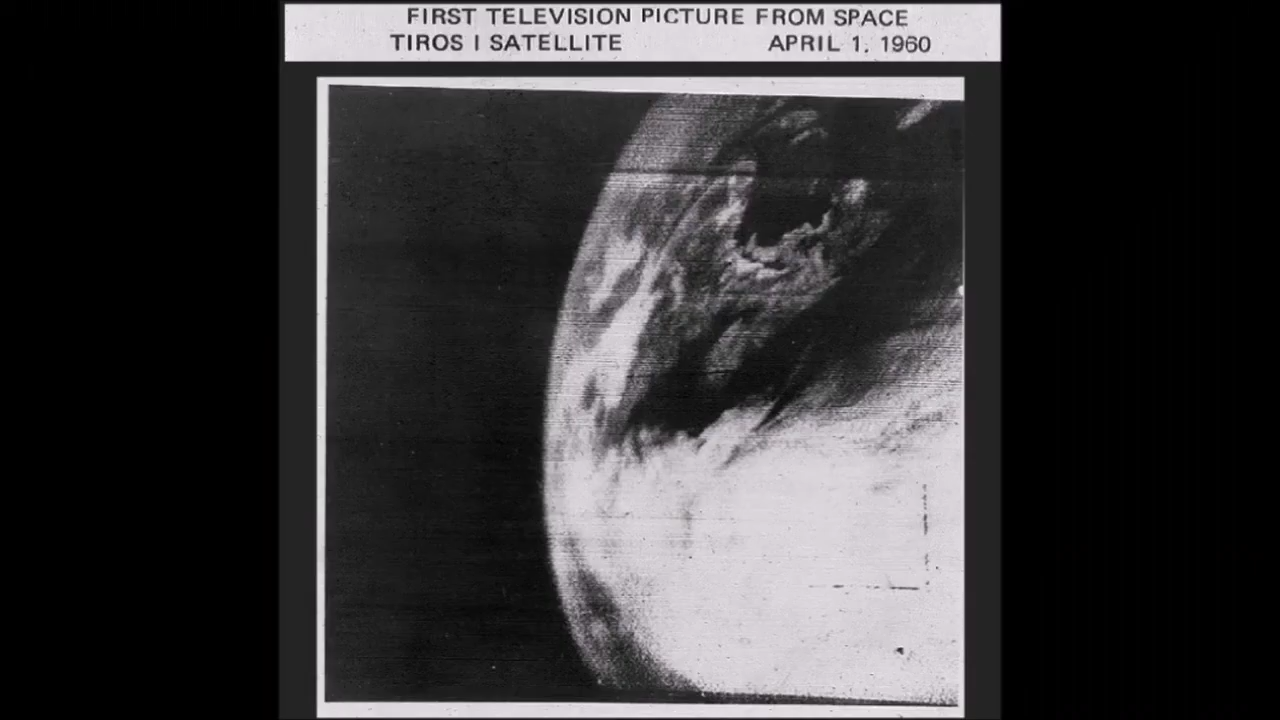 FIRST TELEVISION PICTURE FROM SPACE
TIROS I SATELLITE APRIL 1, 1960